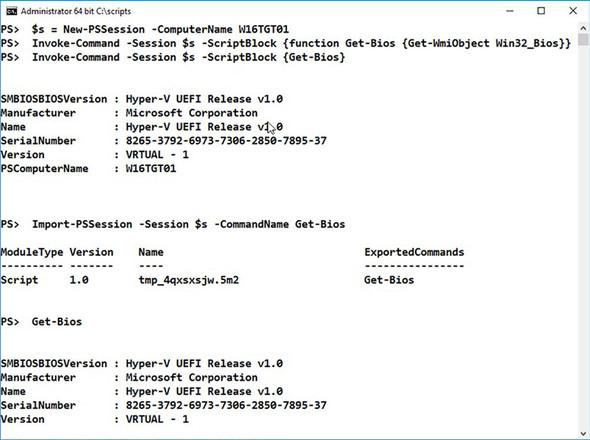 Administrator 64 bit C:\scripts
PS>  $s = New-PSSession -ComputerName W16TGT01
PS>  Invoke-Command -Session $s -ScriptBlock {function Get-Bios {Get-WmiObject Win32_Bios}}
PS>  Invoke-Command -Session $s -ScriptBlock {Get-Bios}
SMBIOSBIOSVersion : Hyper-V UEFI Release v1.0
Manufacturer      : Microsoft Corporation
Name              : Hyper-V UEFI Release v1.0
SerialNumber      : 8265-3792-6973-7306-2850-7895-37
Version           : VRTUAL - 1
PSComputerName    : W16TGT01
PS>  Import-PSSession -Session $s -CommandName Get-Bios
ModuleType Version    Name                                ExportedCommands
---------- -------    ----                                ----------------
Script     1.0        tmp_4qxsxsjw.5m2                    Get-Bios
PS>  Get-Bios
SMBIOSBIOSVersion : Hyper-V UEFI Release v1.0
Manufacturer      : Microsoft Corporation
Name              : Hyper-V UEFI Release v1.0
SerialNumber      : 8265-3792-6973-7306-2850-7895-37
Version           : VRTUAL - 1